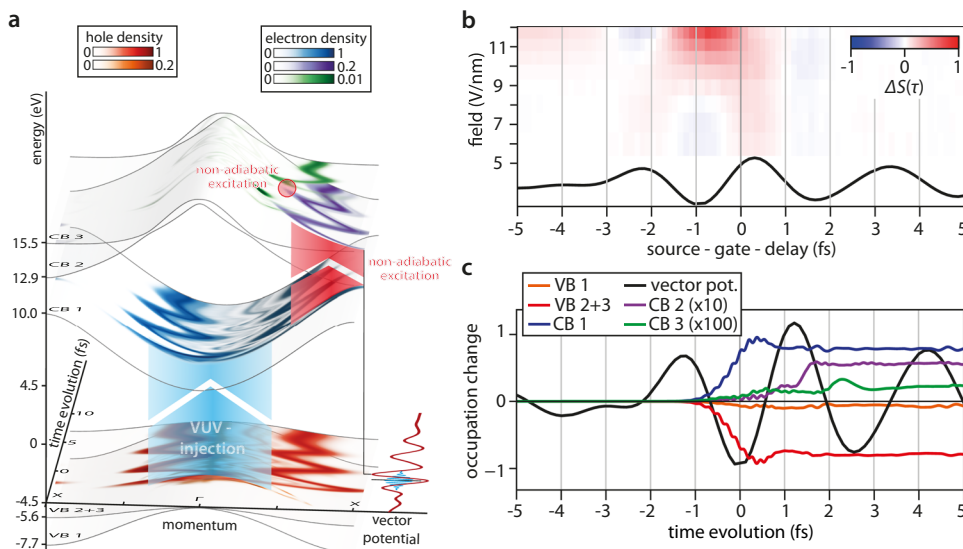 a
hole density
0 1
0 0.2
electron density
0 1
0 0.2
0 0.01
energy (eV)
non-adiabatic
excitation
CB 3
15.5
CB 2
12.9
CB 1
10.0
non-adiabatic
excitation
time evolution (fs)
4.5
-10
-5
0
VUV -
injection
-4.5
X Γ X
VB 2+3
-5.6
momentum
vector
potential
VB 1
-7.7
b
field (V/nm)
11
9
7
5
-1 0 1
ΔS(τ)
-5 -4 -3 -2 -1 0 1 2 3 4 5
source - gate - delay (fs)
c
VB 1
VB 2+3
CB 1
vector pot.
CB 2 (x10)
CB 3 (x100)
occupation change
1
0
-1
-5 -4 -3 -2 -1 0 1 2 3 4 5
time evolution (fs)